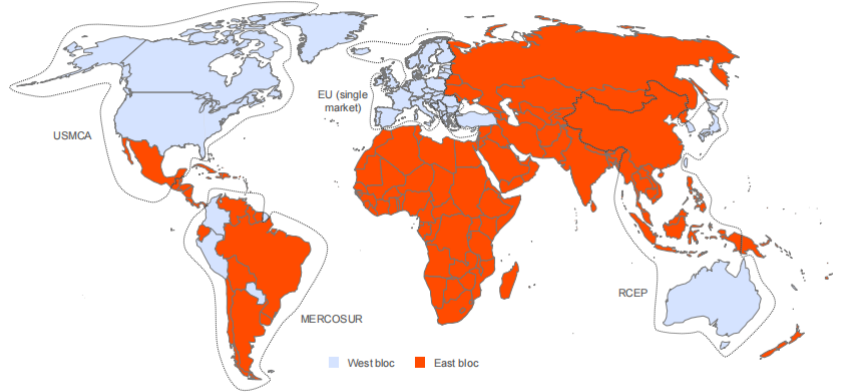 EU (single
market)
USMCA
RCEP
MERCOSUR
West bloc
East bloc